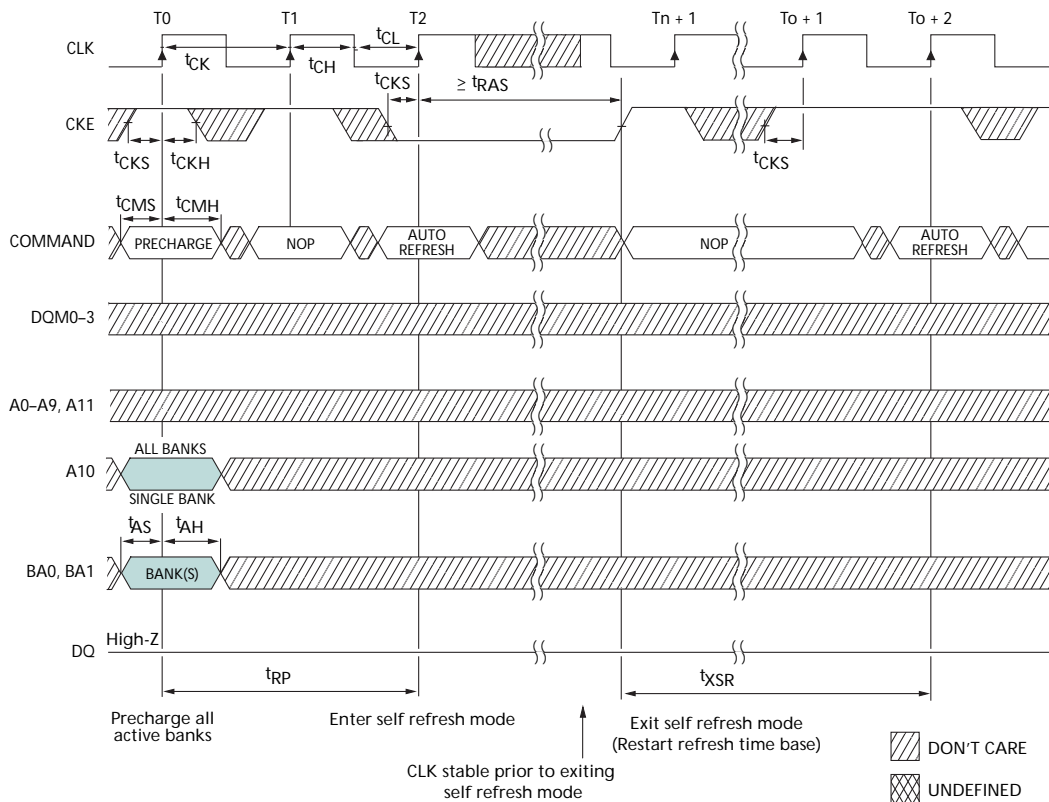 T0 T1 T2 Tn + 1 To + 1 To + 2
CLK
tCK tCH tCL
tCKS ≥ tRAS
CKE
tCKS tCKH tCKS
tCMS tCMH
COMMAND PRECHARGE NOP AUTO REFRESH NOP AUTO REFRESH
DQM0–3
A0–A9, A11
ALL BANKS
A10
SINGLE BANK
tAS tAH
BA0, BA1 BANK(S)
High-Z
DQ
tRP tXSR
Precharge all
active banks
Enter self refresh mode
CLK stable prior to exiting
self refresh mode
Exit self refresh mode
(Restart refresh time base)
DON'T CARE
UNDEFINED